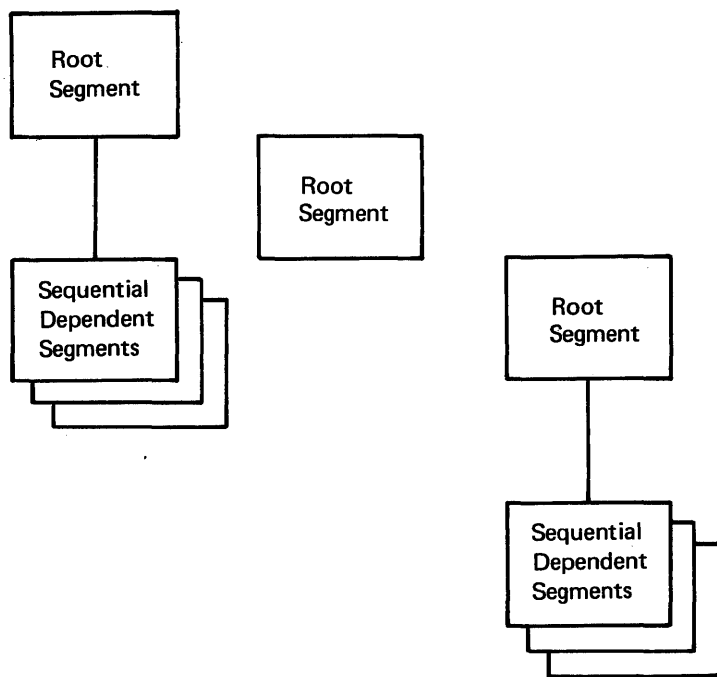 Root
Segment
Root
Segment
Sequential
Dependent
Segments
Root
Segment
Sequential
Dependent
Segments